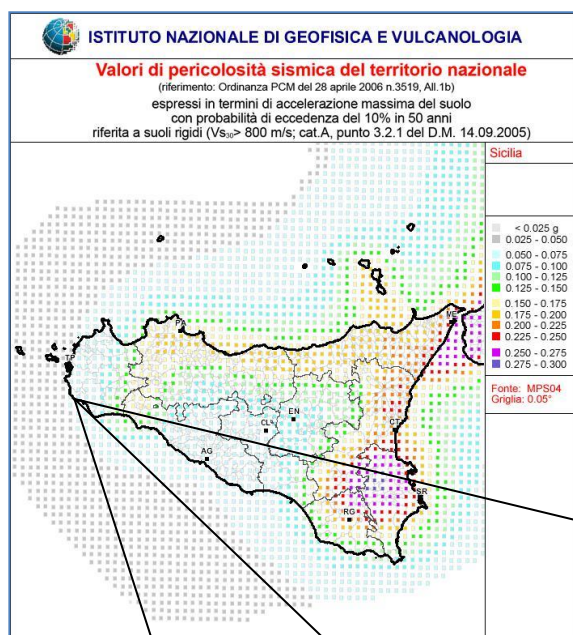 ISTITUTO NAZIONALE DI GEOFISICA E VULCANOLOGIA
Valori di pericolosità sismica del territorio nazionale
(riferimento: Ordinanza PCM del 28 aprile 2006 n.3519, All.1b)
espressi in termini di accelerazione massima del suolo
con probabilità di eccedenza del 10% in 50 anni
riferita a suoli rigidi (Vs₃₀> 800 m/s; cat.A, punto 3.2.1 del D.M. 14.09.2005)
Sicilia
< 0.025 g
0.025 - 0.050
0.050 - 0.075
0.075 - 0.100
0.100 - 0.125
0.125 - 0.150
0.150 - 0.175
0.175 - 0.200
0.200 - 0.225
0.225 - 0.250
0.250 - 0.275
0.275 - 0.300
Fonte: MPS04
Griglia: 0.05°
ME
PA
TP
EN
CL
CT
AG
SR
RG